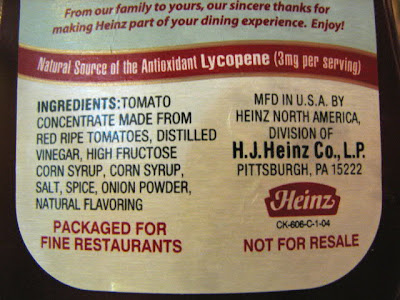 From our family to yours, our sincere thanks for
making Heinz part of your dining experience. Enjoy!
Natural Source of the Antioxidant Lycopene (3mg per serving)
INGREDIENTS:TOMATO
CONCENTRATE MADE FROM
RED RIPE TOMATOES, DISTILLED
VINEGAR, HIGH FRUCTOSE
CORN SYRUP, CORN SYRUP,
SALT, SPICE, ONION POWDER,
NATURAL FLAVORING
PACKAGED FOR
FINE RESTAURANTS
MFD IN U.S.A. BY
HEINZ NORTH AMERICA,
DIVISION OF
H.J.Heinz Co., L.P.
PITTSBURGH, PA 15222
Heinz
CK-606-C-1-04
NOT FOR RESALE